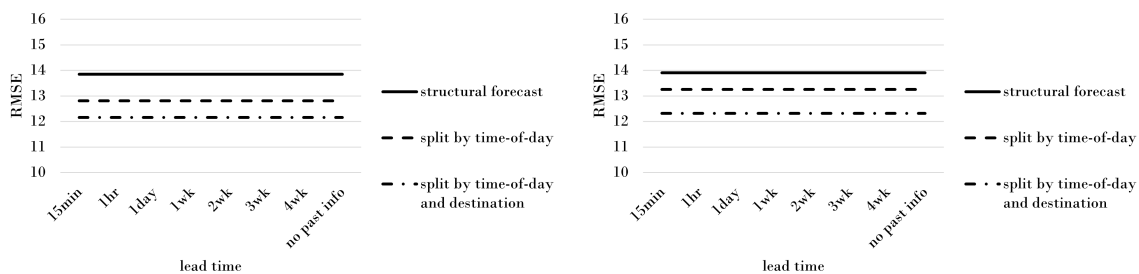 16
15
14
13
12
11
10
RMSE
15min
1hr
1day
1wk
2wk
3wk
4wk
no past info
lead time
structural forecast
split by time-of-day
split by time-of-day
and destination
16
15
14
13
12
11
10
RMSE
15min
1hr
1day
1wk
2wk
3wk
4wk
no past info
lead time
structural forecast
split by time-of-day
split by time-of-day
and destination